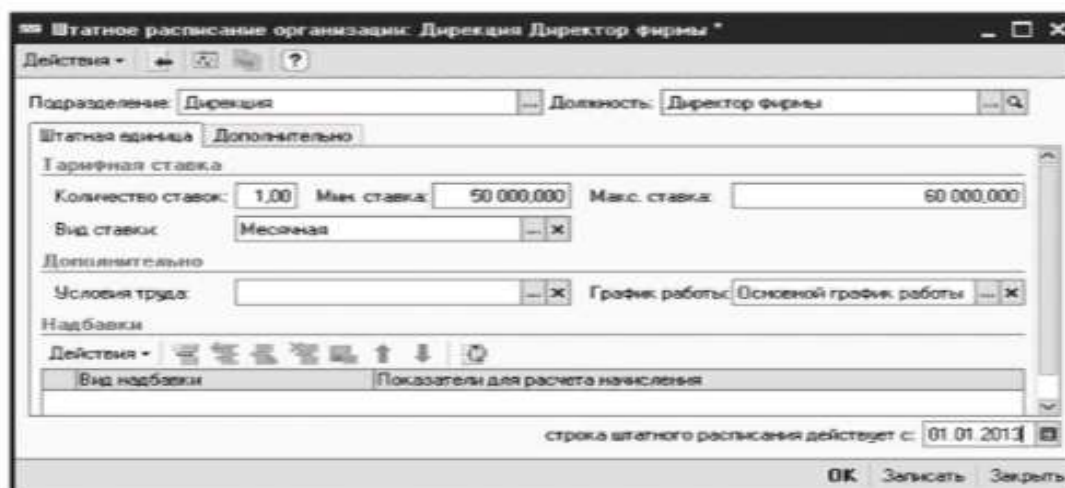 Штатное расписание организации: Дирекция Директор фирмы *
Действия ?
Подразделение: Дирекция ... Должность: Директор фирмы ...
Штатная единица Дополнительно
Тарифная ставка
Количество ставок: 1,00 Мин. ставка: 50 000,000 Макс. ставка: 60 000,000
Вид ставки: Месячная ... ×
Дополнительно
Условия труда: ... × График работы: Основной график работы ... ×
Надбавки
Действия
Вид надбавки Показатели для расчета начисления
строка штатного расписания действует с: 01.01.2013
OK Записать Закрыть